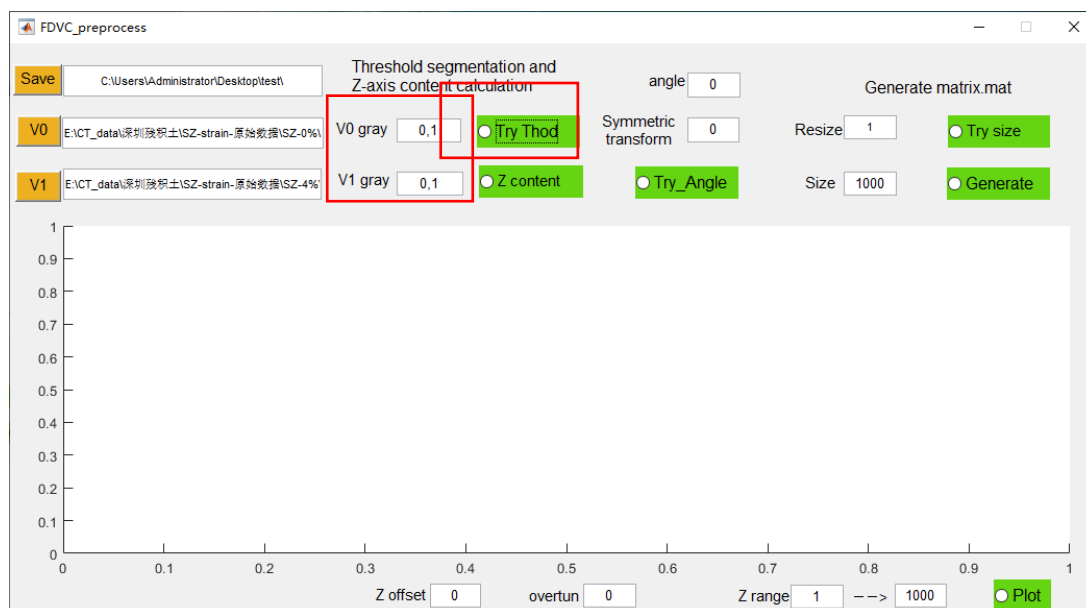 FDVC_preprocess
Threshold segmentation and
Z-axis content calculation
Save C:\Users\Administrator\Desktop\test\
angle 0
Generate matrix.mat
V0 E:\CT_data\深圳残积土\SZ-strain-原始数据\SZ-0%\
V0 gray 0,1 Try Thod
Symmetric
transform 0
Resize 1 Try size
V1 E:\CT_data\深圳残积土\SZ-strain-原始数据\SZ-4%
V1 gray 0,1 Z content Try_Angle Size 1000 Generate
1
0.9
0.8
0.7
0.6
0.5
0.4
0.3
0.2
0.1
0
0 0.1 0.2 0.3 0.4 0.5 0.6 0.7 0.8 0.9 1
Z offset 0 overtun 0 Z range 1 --> 1000 Plot